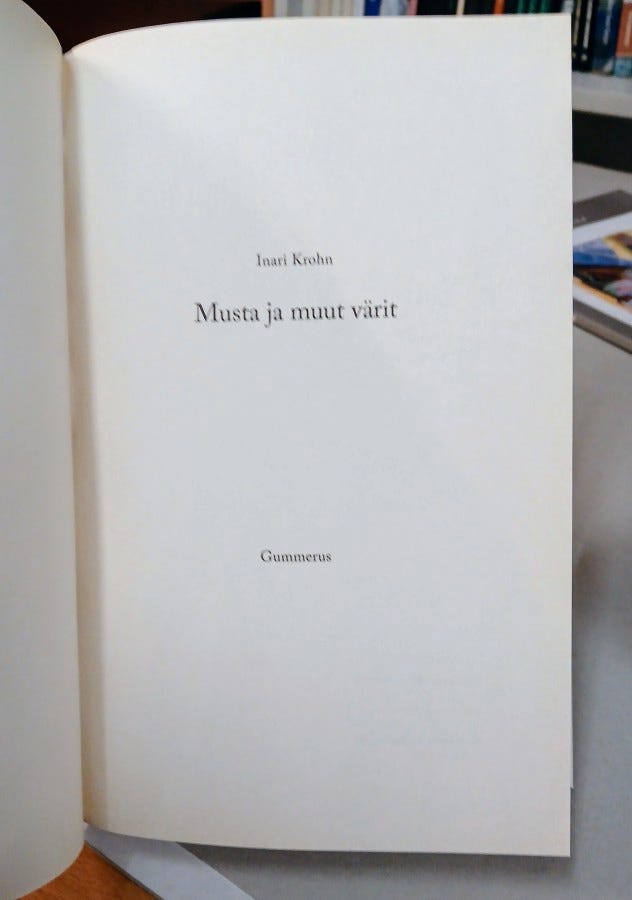 Inari Krohn
Musta ja muut värit
Gummerus